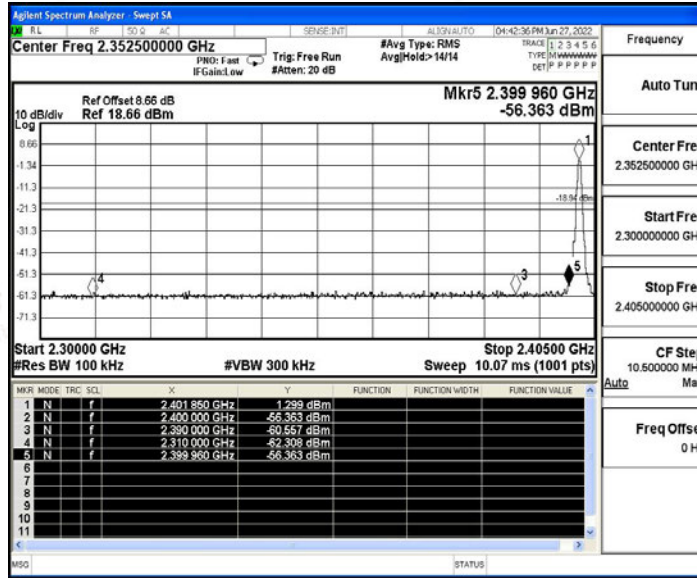 Agilent Spectrum Analyzer - Swept SA
RL RF 50 Ω AC SENSE:INT ALIGNAUTO 04:42:36 PM Jun 27, 2022
Center Freq 2.352500000 GHz
PNO: Fast
IFGain:Low
Trig: Free Run
#Atten: 20 dB
#Avg Type: RMS
Avg|Hold:> 14/14
TRACE 1 2 3 4 5 6
TYPE M
DET P P P P P P
Mkr5 2.399 960 GHz
-56.363 dBm
Ref Offset 8.66 dB
10 dB/div Ref 18.66 dBm
Log
8.66
-1.34
-11.3
-21.3
-31.3
-41.3
-51.3
-61.3
-71.3
-18.94 dBm
1
3
4
5
Start 2.30000 GHz Stop 2.40500 GHz
#Res BW 100 kHz #VBW 300 kHz Sweep 10.07 ms (1001 pts)
MKR MODE TRC SCL X Y FUNCTION FUNCTION WIDTH FUNCTION VALUE
1 N f 2.401 850 GHz 1.299 dBm
2 N f 2.400 000 GHz -56.363 dBm
3 N f 2.390 000 GHz -60.557 dBm
4 N f 2.310 000 GHz -62.308 dBm
5 N f 2.399 960 GHz -56.363 dBm
6
7
8
9
10
11
MSG STATUS
Frequency
Auto Tun
Center Fre
2.352500000 GH
Start Fre
2.300000000 GH
Stop Fre
2.405000000 GH
CF Ste
10.500000 MH
Auto Ma
Freq Offse
0 H